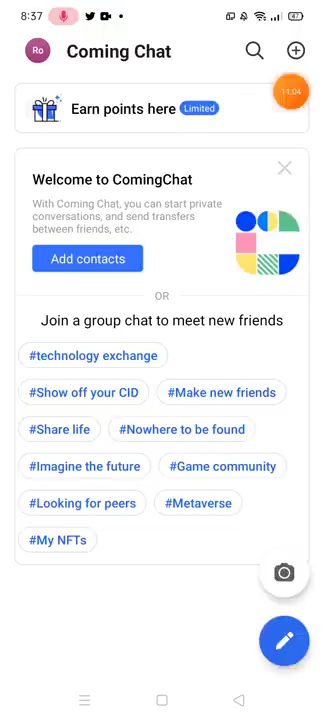 8:37
47
Ro
Coming Chat
11:04
Earn points here Limited
Welcome to ComingChat
With Coming Chat, you can start private
conversations, and send transfers
between friends, etc.
Add contacts
OR
Join a group chat to meet new friends
#technology exchange
#Show off your CID #Make new friends
#Share life #Nowhere to be found
#Imagine the future #Game community
#Looking for peers #Metaverse
#My NFTs